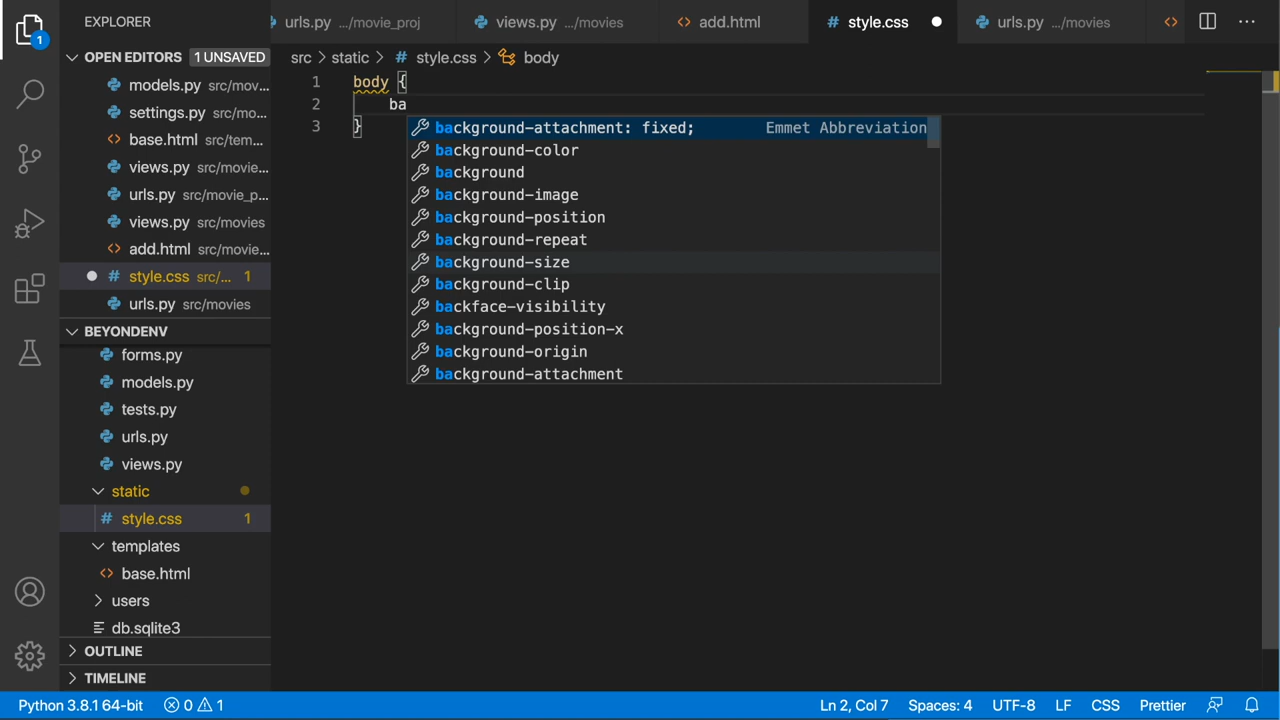 EXPLORER
urls.py .../movie_proj
views.py .../movies
<> add.html
# style.css
urls.py .../movies
<>
1
OPEN EDITORS 1 UNSAVED
models.py src/mov...
settings.py src/mo...
<> base.html src/tem...
views.py src/movie...
urls.py src/movie_p...
views.py src/movies
<> add.html src/movie...
# style.css src/... 1
urls.py src/movies
BEYONDENV
forms.py
models.py
tests.py
urls.py
views.py
static
# style.css 1
templates
<> base.html
users
db.sqlite3
OUTLINE
TIMELINE
src > static > # style.css > body
1 body {
2 ba
3 }
background-attachment: fixed; Emmet Abbreviation
background-color
background
background-image
background-position
background-repeat
background-size
background-clip
backface-visibility
background-position-x
background-origin
background-attachment
Python 3.8.1 64-bit 0 1 Ln 2, Col 7 Spaces: 4 UTF-8 LF CSS Prettier